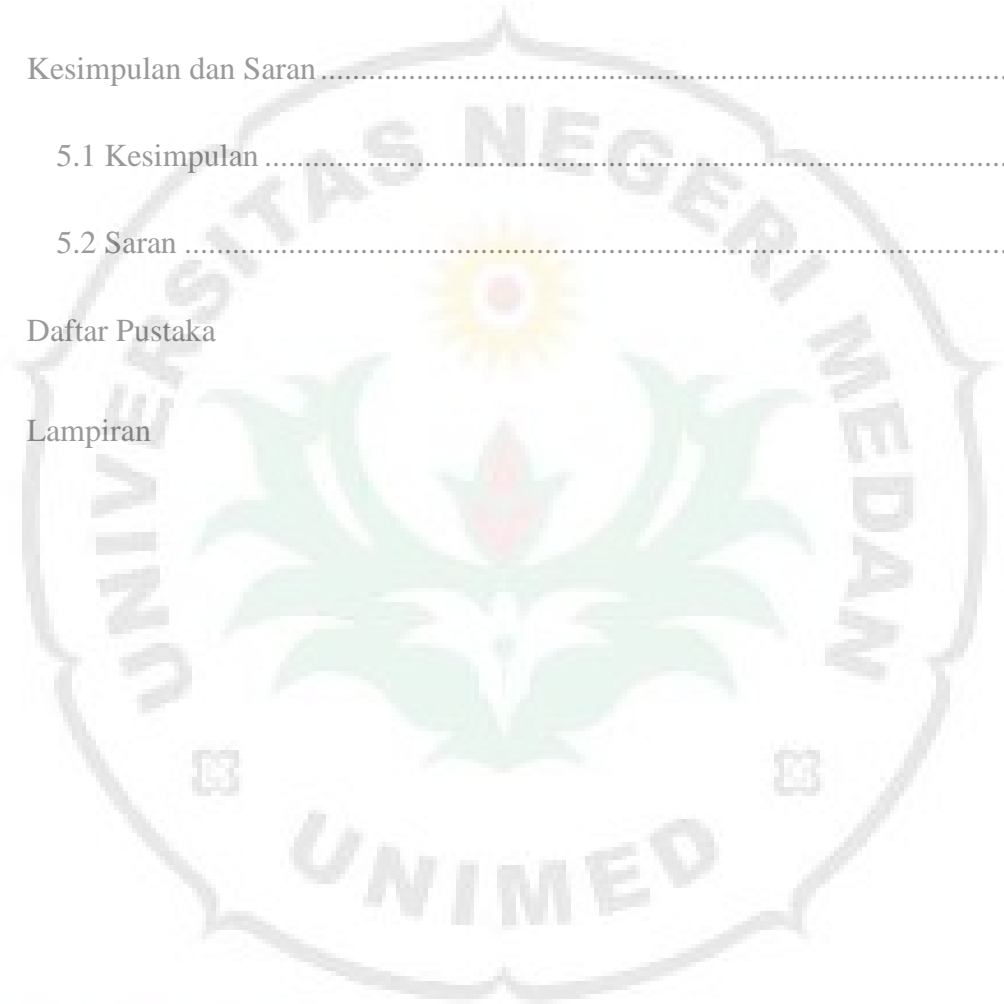 Kesimpulan dan Saran ....................................................................................
5.1 Kesimpulan ...........................................................................................
5.2 Saran .....................................................................................................
Daftar Pustaka
Lampiran
UNIVERSITAS NEGERI MEDAN
UNIMED